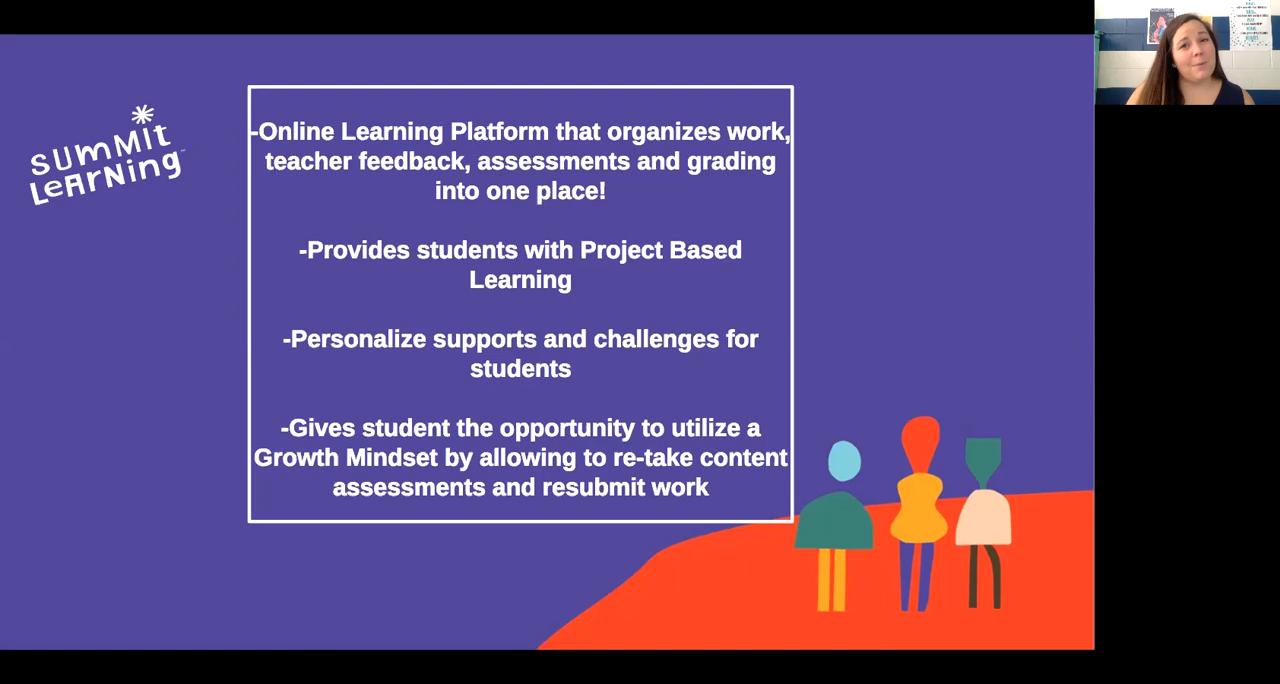 summit
Learning
-Online Learning Platform that organizes work,
teacher feedback, assessments and grading
into one place!
-Provides students with Project Based
Learning
-Personalize supports and challenges for
students
-Gives student the opportunity to utilize a
Growth Mindset by allowing to re-take content
assessments and resubmit work